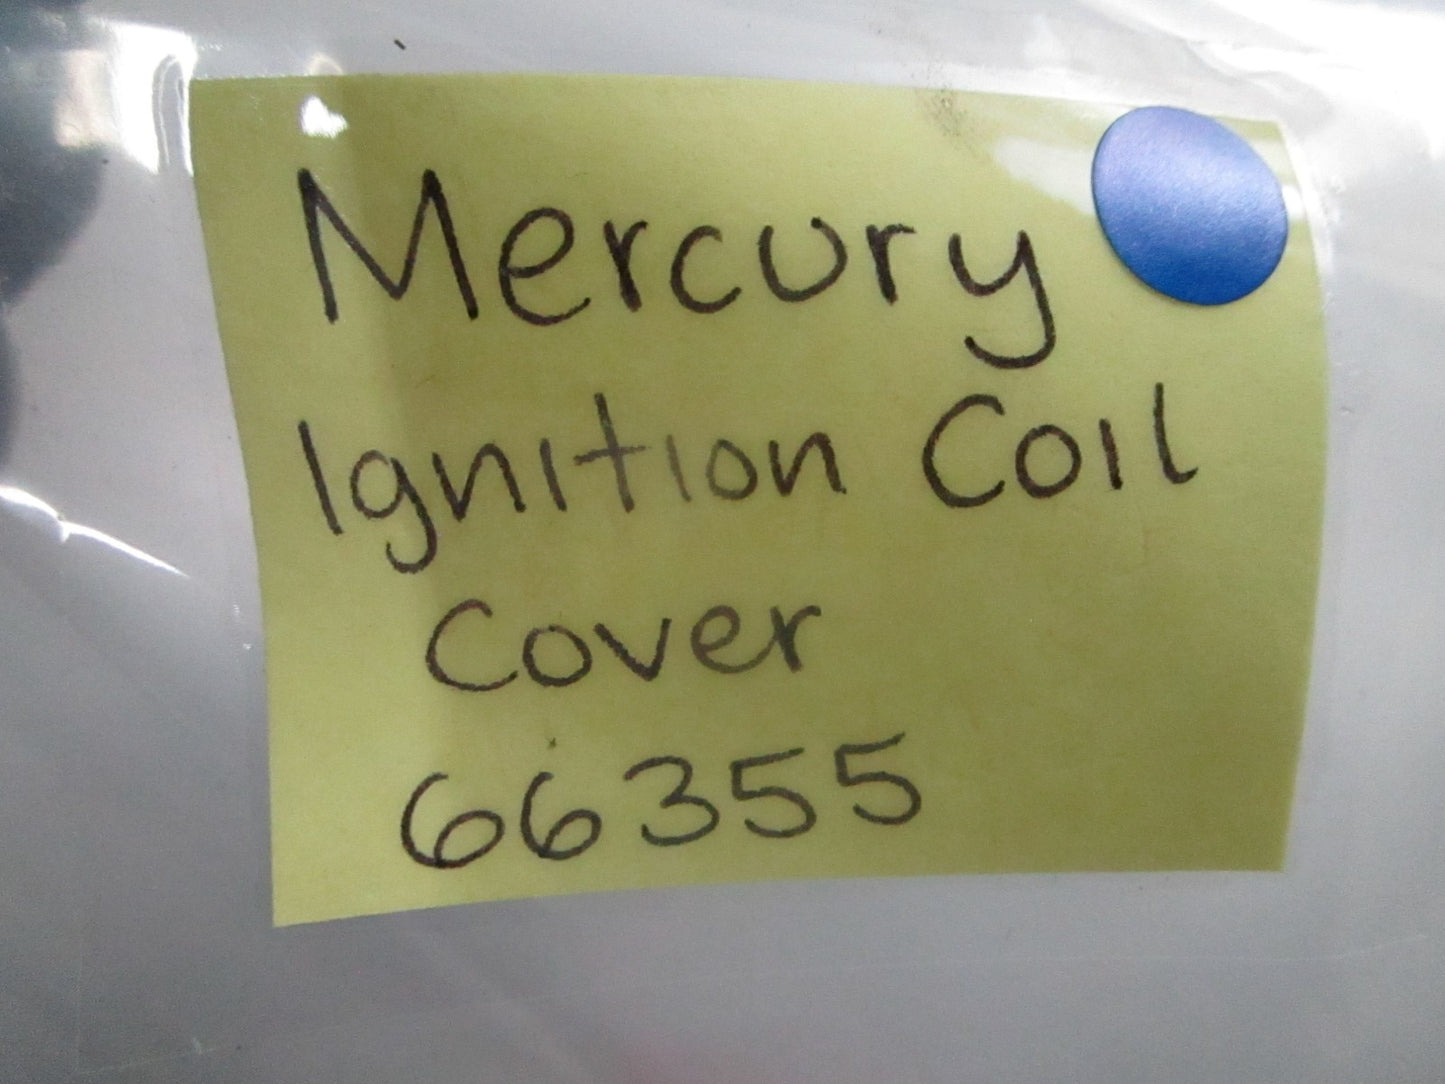 Mercury
Ignition Coil
Cover
66355